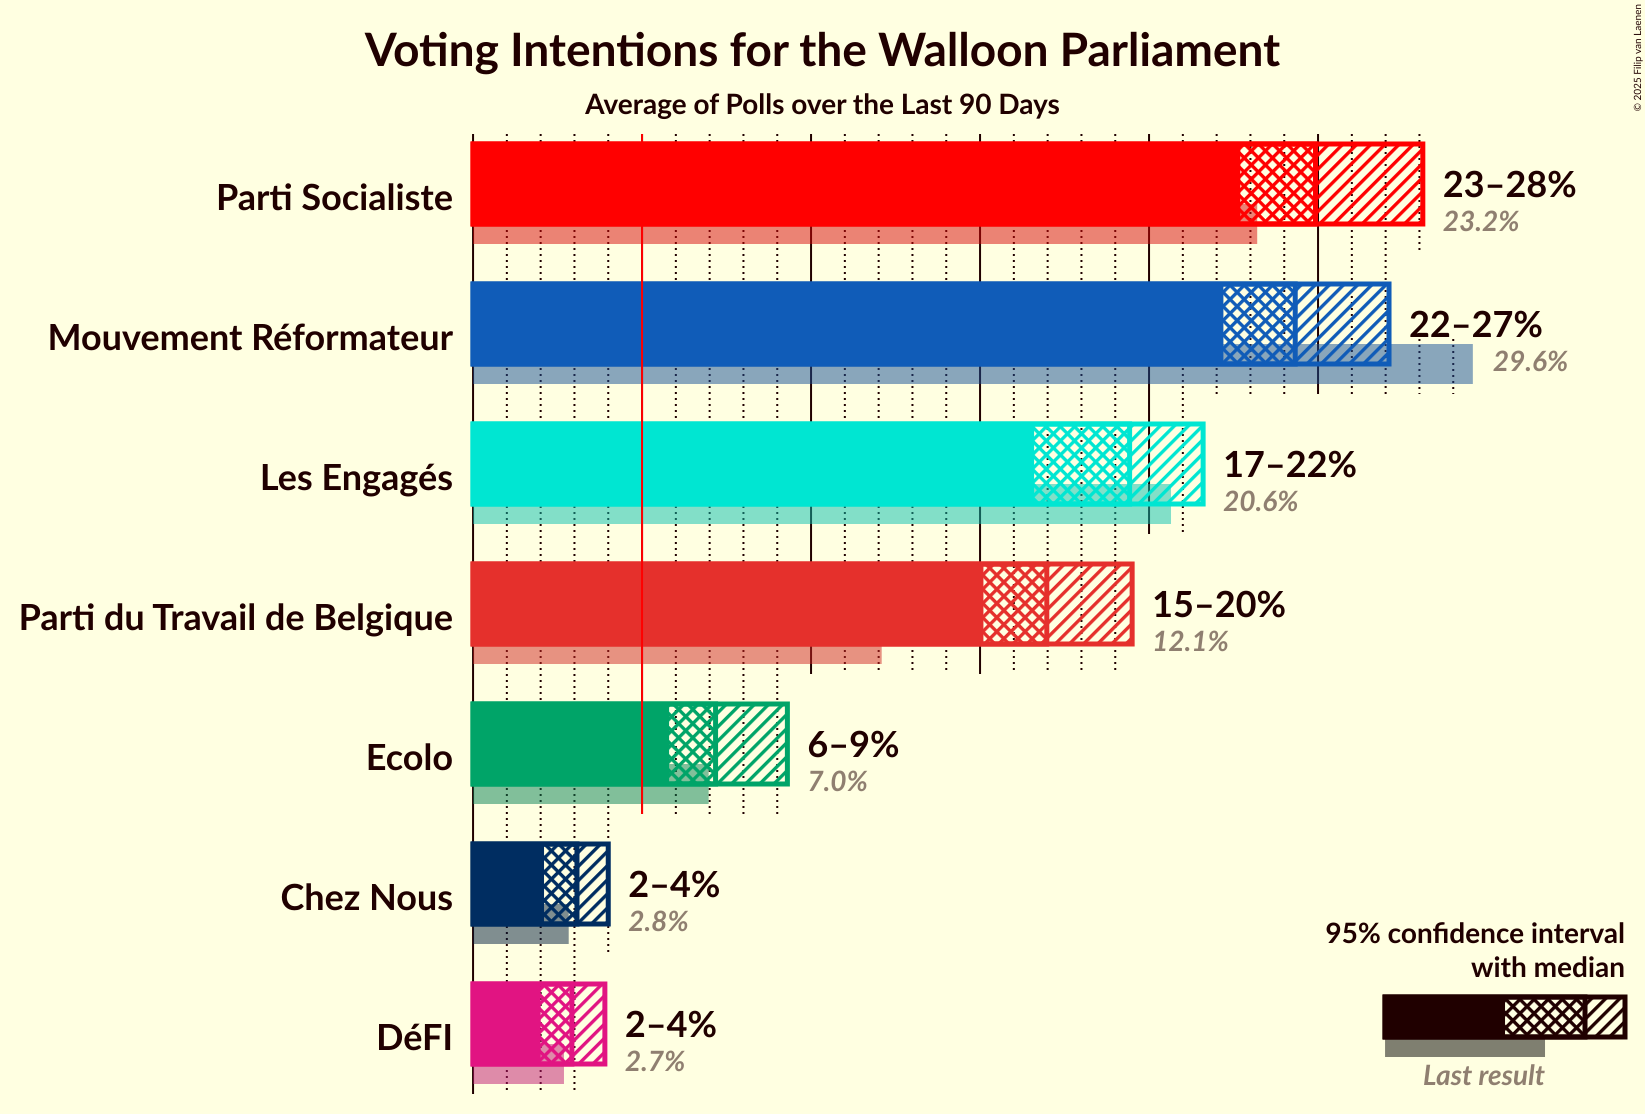 Voting Intentions for the Walloon Parliament
Average of Polls over the Last 90 Days
© 2025 Filip van Laenen
Parti Socialiste
23–28%
23.2%
Mouvement Réformateur
22–27%
29.6%
Les Engagés
17–22%
20.6%
Parti du Travail de Belgique
15–20%
12.1%
Ecolo
6–9%
7.0%
Chez Nous
2–4%
2.8%
DéFI
2–4%
2.7%
95% confidence interval
with median
Last result